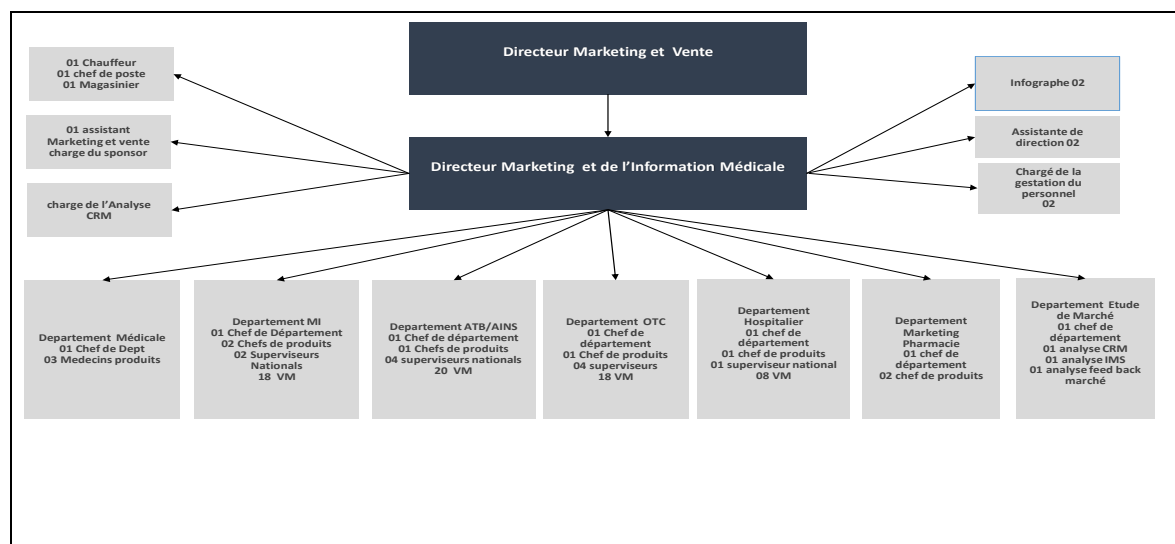 Directeur Marketing et Vente
01 Chauffeur
01 chef de poste
01 Magasinier
Infographe 02
01 assistant
Marketing et vente
charge du sponsor
Directeur Marketing et de l'Information Médicale
Assistante de
direction 02
charge de l'Analyse
CRM
Chargé de la
gestation du
personnel
02
Departement Médicale
01 Chef de Dept
03 Medecins produits
Departement MI
01 Chef de Département
02 Chefs de produits
02 Superviseurs
Nationals
18 VM
Departement ATB/AINS
01 Chef de département
01 Chefs de produits
04 superviseurs nationals
20 VM
Departement OTC
01 Chef de
département
01 Chef de produits
04 superviseurs
18 VM
Departement
Hospitalier
01 chef de
département
01 chef de produits
01 superviseur national
08 VM
Departement
Marketing
Pharmacie
01 chef de
département
02 chef de produits
Departement Etude
de Marché
01 chef de
département
01 analyse CRM
01 analyse IMS
01 analyse feed back
marché